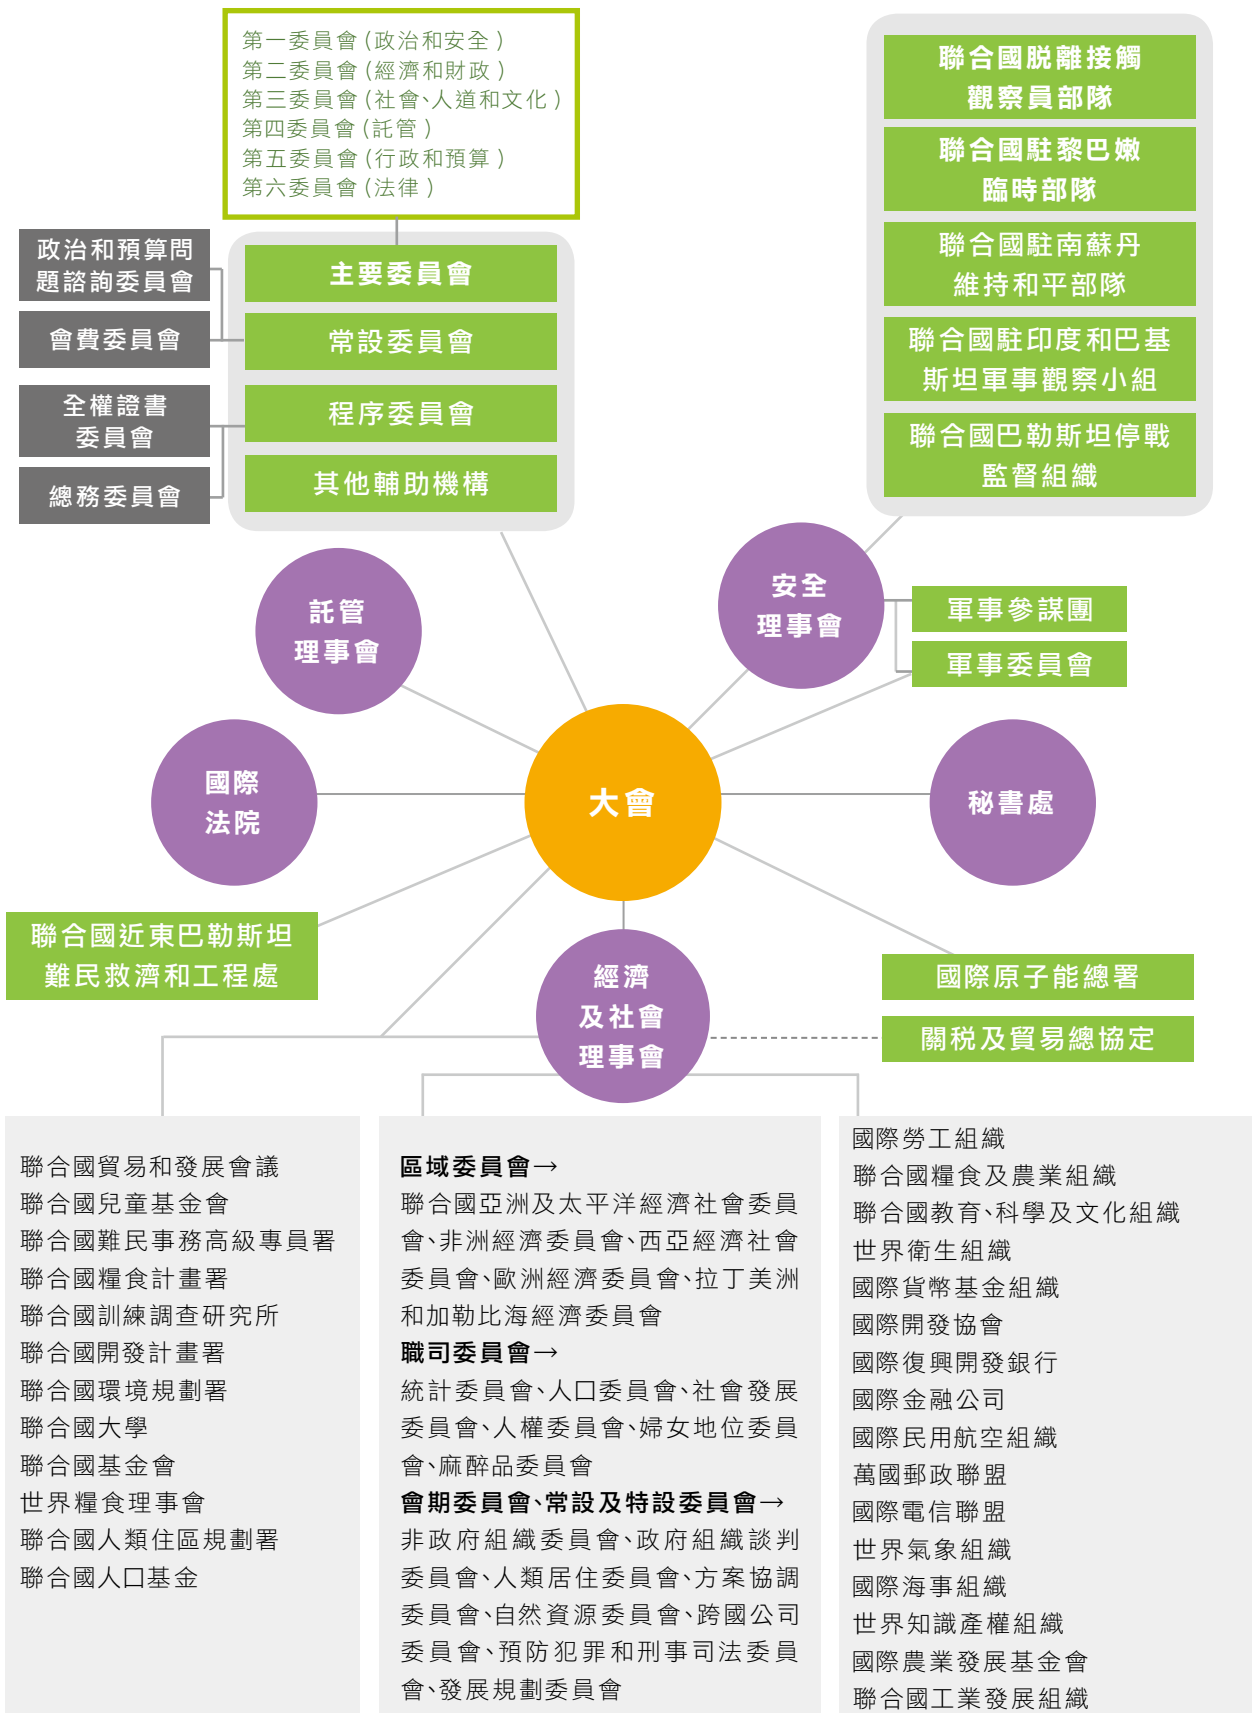 第一委員會(政治和安全)
第二委員會(經濟和財政)
第三委員會(社會、人道和文化)
第四委員會(託管)
第五委員會(行政和預算)
第六委員會(法律)
政治和預算問
題諮詢委員會
會費委員會
全權證書
委員會
總務委員會
主要委員會
常設委員會
程序委員會
其他輔助機構
聯合國脱離接觸
觀察員部隊
聯合國駐黎巴嫩
臨時部隊
聯合國駐南蘇丹
維持和平部隊
聯合國駐印度和巴基
斯坦軍事觀察小組
聯合國巴勒斯坦停戰
監督組織
託管
理事會
安全
理事會
軍事參謀團
軍事委員會
國際
法院
大會
秘書處
聯合國近東巴勒斯坦
難民救濟和工程處
經濟
及社會
理事會
國際原子能總署
關税及貿易總協定
聯合國貿易和發展會議
聯合國兒童基金會
聯合國難民事務高級專員署
聯合國糧食計畫署
聯合國訓練調查研究所
聯合國開發計畫署
聯合國環境規劃署
聯合國大學
聯合國基金會
世界糧食理事會
聯合國人類住區規劃署
聯合國人口基金
區域委員會→
聯合國亞洲及太平洋經濟社會委員
會、非洲經濟委員會、西亞經濟社會
委員會、歐洲經濟委員會、拉丁美洲
和加勒比海經濟委員會
職司委員會→
統計委員會、人口委員會、社會發展
委員會、人權委員會、婦女地位委員
會、麻醉品委員會
會期委員會、常設及特設委員會→
非政府組織委員會、政府組織談判
委員會、人類居住委員會、方案協調
委員會、自然資源委員會、跨國公司
委員會、預防犯罪和刑事司法委員
會、發展規劃委員會
國際勞工組織
聯合國糧食及農業組織
聯合國教育、科學及文化組織
世界衛生組織
國際貨幣基金組織
國際開發協會
國際復興開發銀行
國際金融公司
國際民用航空組織
萬國郵政聯盟
國際電信聯盟
世界氣象組織
國際海事組織
世界知識產權組織
國際農業發展基金會
聯合國工業發展組織